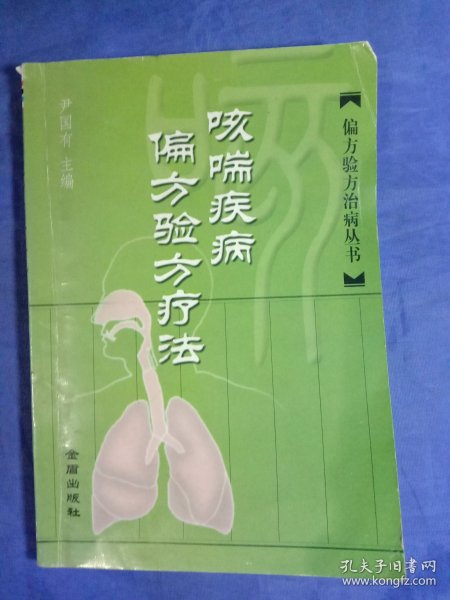 【偏方验方治病丛书】
咳喘疾病
偏方验方疗法
尹国有 主编
金盾出版社
孔夫子旧书网
www.kongfz.com